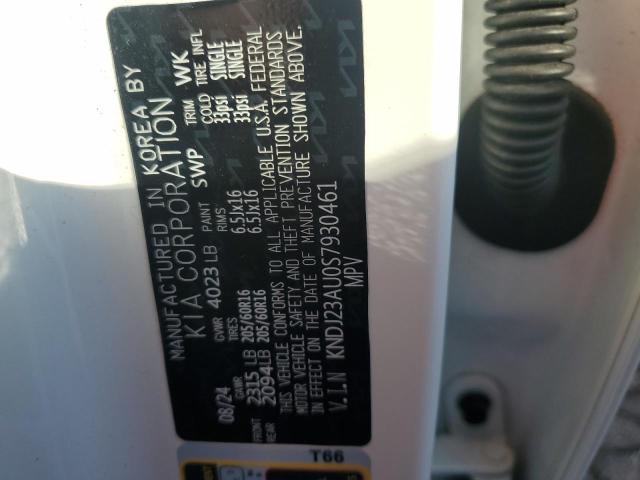 MANUFACTURED IN KOREA BY
KIA CORPORATION
08/24 GVWR 4023 LB PAINT SWP TRIM WK
GAWR TIRES RIMS COLD TIRE INFL
FRONT 2315 LB 205/60R16 6.5Jx16 33psi SINGLE
REAR 2094 LB 205/60R16 6.5Jx16 33psi SINGLE
THIS VEHICLE CONFORMS TO ALL APPLICABLE U.S.A. FEDERAL
MOTOR VEHICLE SAFETY AND THEFT PREVENTION STANDARDS
IN EFFECT ON THE DATE OF MANUFACTURE SHOWN ABOVE.
V.I.N KNDJ23AU0S7930461
MPV
T66